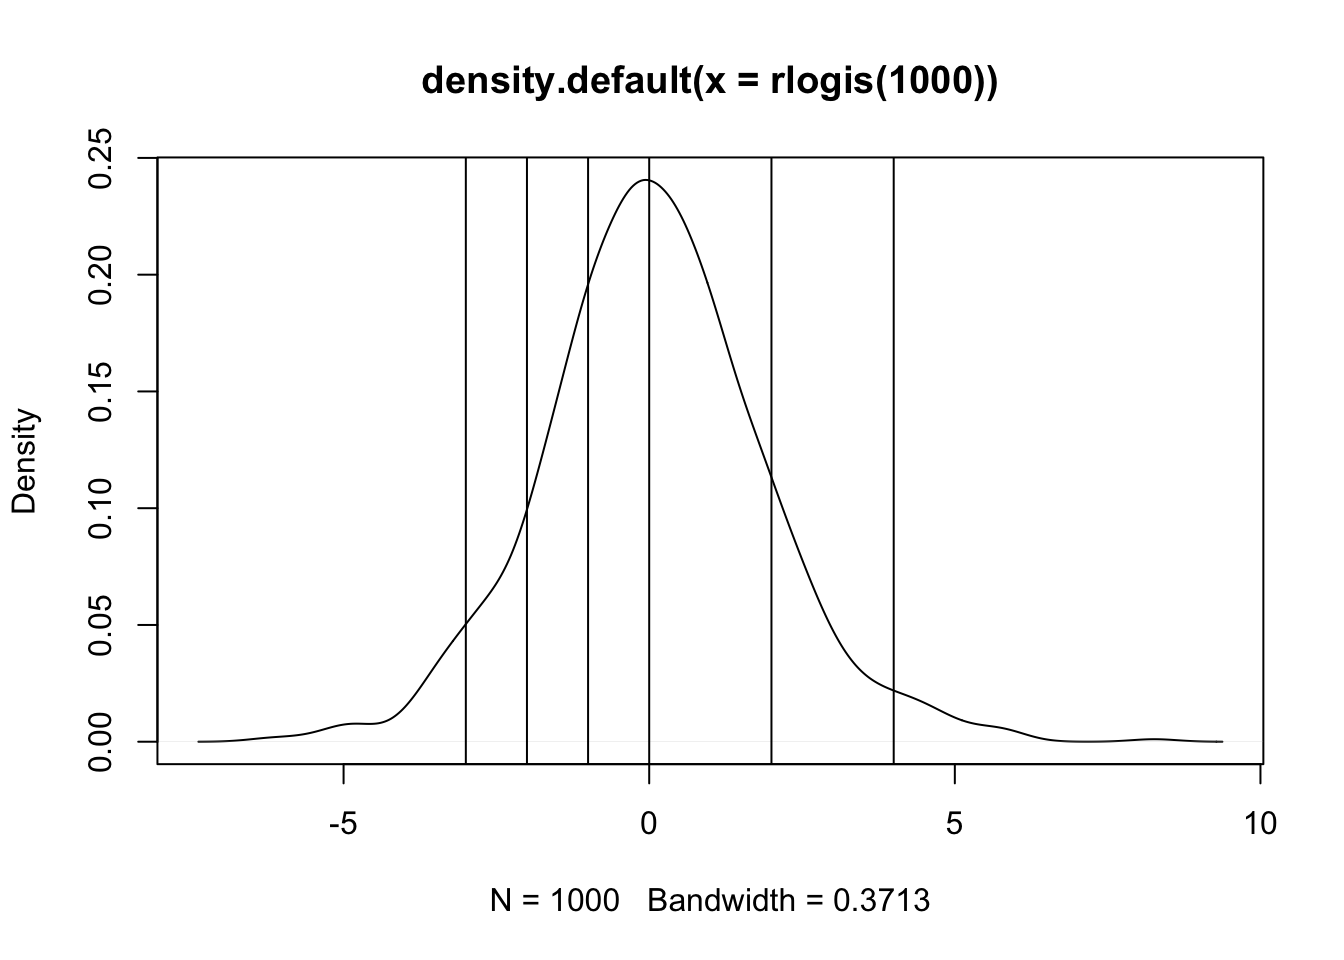 density.default(x = rlogis(1000))
Density
0.25
0.20
0.15
0.10
0.05
0.00
-5 0 5 10
N = 1000 Bandwidth = 0.3713